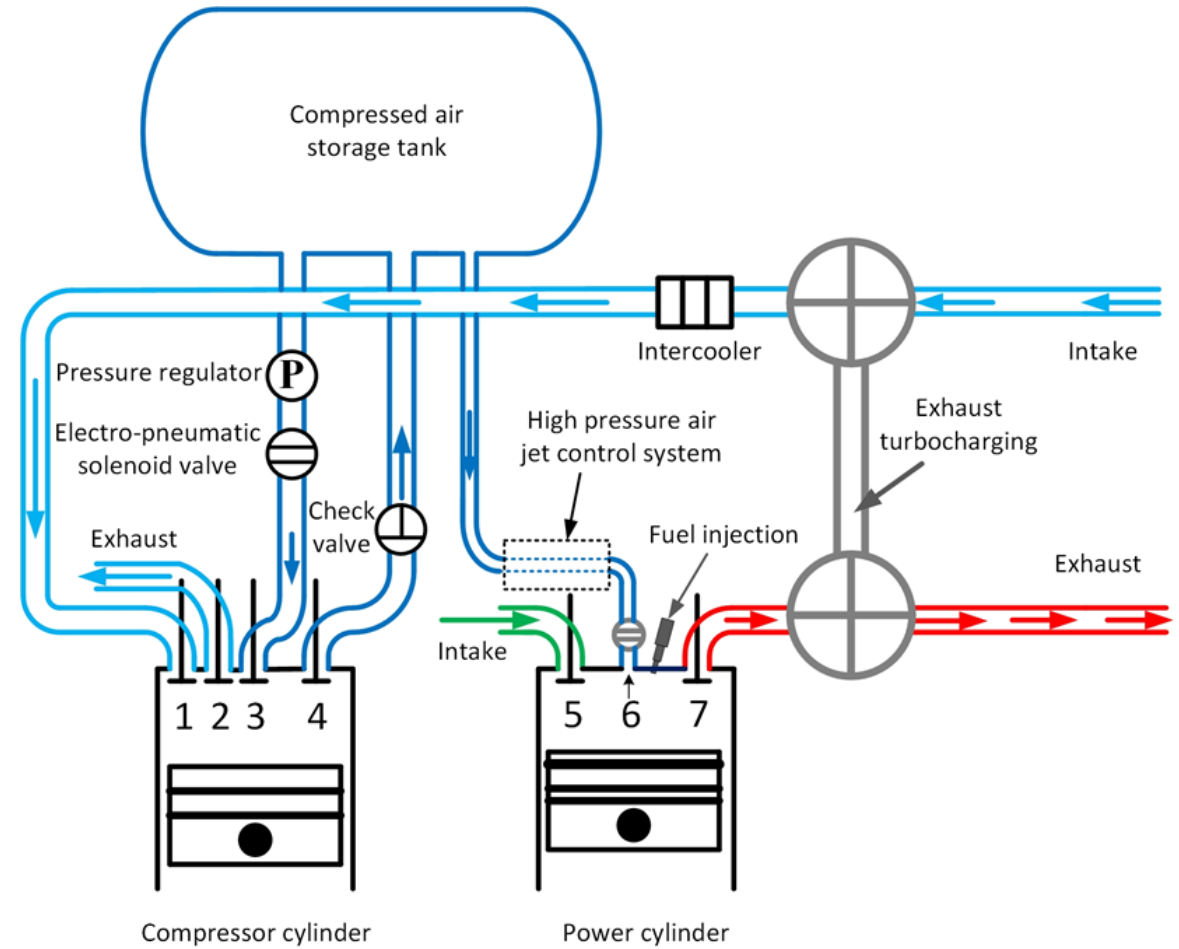 Compressed air
storage tank
Intercooler
Intake
Pressure regulator
P
Electro-pneumatic
solenoid valve
High pressure air
jet control system
Exhaust
turbocharging
Check
valve
Exhaust
Fuel injection
Exhaust
Intake
1 2 3 4
5 6 7
Compressor cylinder
Power cylinder